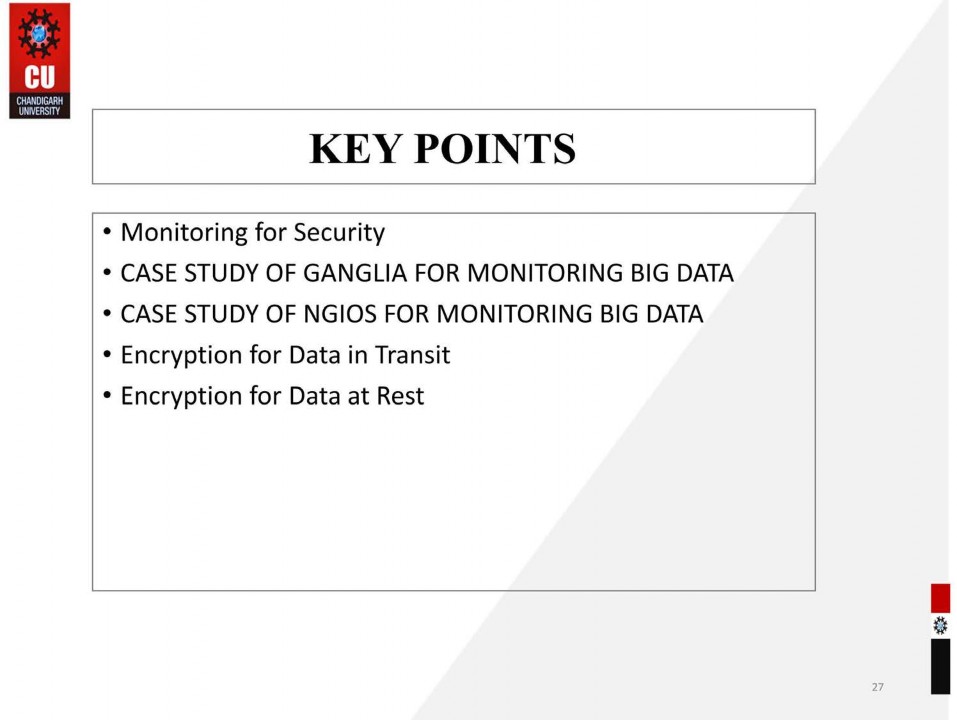 CU
CHANDIGARH
UNIVERSITY
KEY POINTS
• Monitoring for Security
• CASE STUDY OF GANGLIA FOR MONITORING BIG DATA
• CASE STUDY OF NGIOS FOR MONITORING BIG DATA
• Encryption for Data in Transit
• Encryption for Data at Rest
27